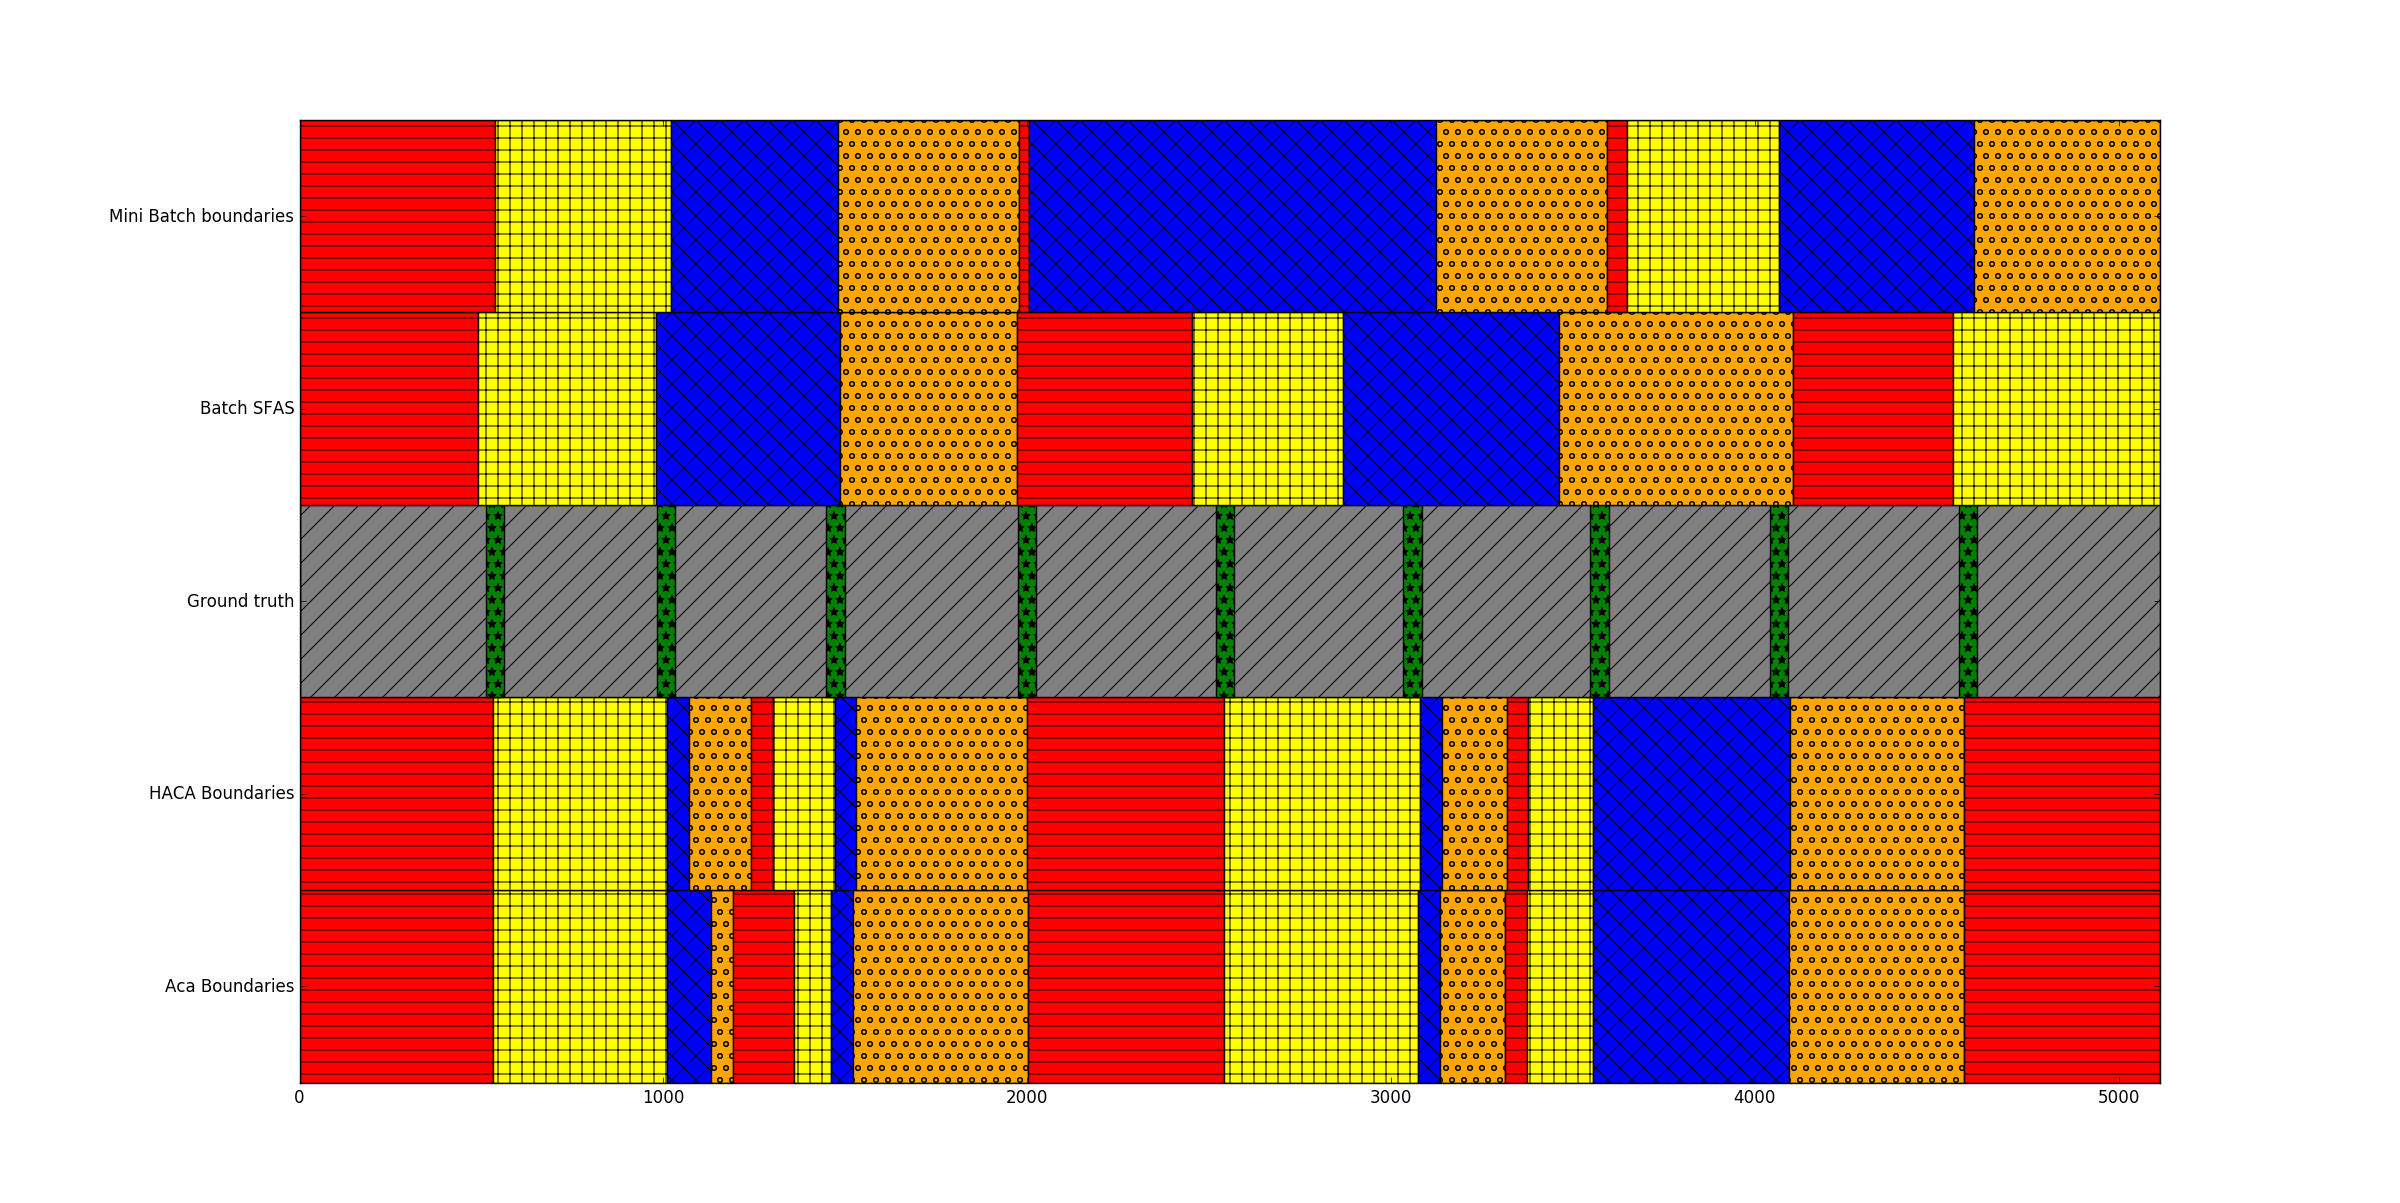 Mini Batch boundaries
Batch SFAS
Ground truth
HACA Boundaries
Aca Boundaries
0 1000 2000 3000 4000 5000